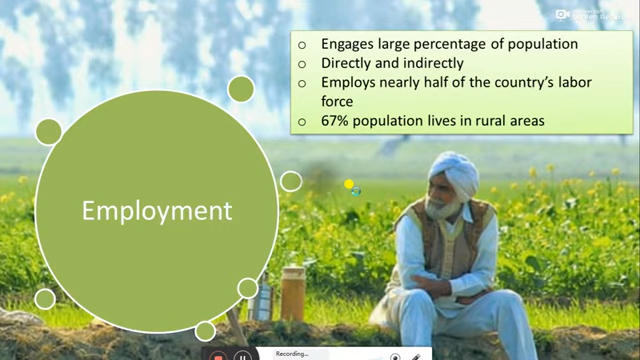 o Engages large percentage of population
o Directly and indirectly
o Employs nearly half of the country's labor
force
o 67% population lives in rural areas
Employment
Recording...